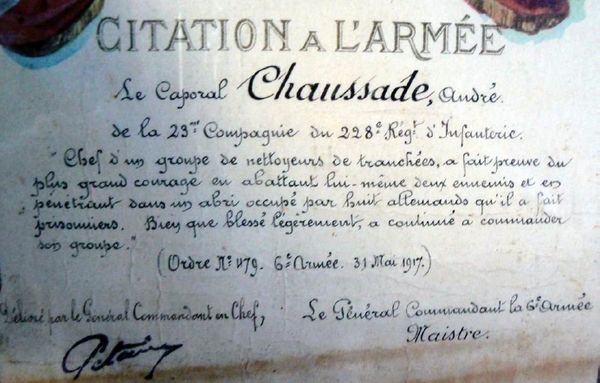 CITATION A L'ARMÉE
Le Caporal Chaussade, André.
de la 23me Compagnie du 228e Régt d'Infanterie.
"Chef d'un groupe de nettoyeurs de tranchées, a fait preuve du
plus grand courage en abattant lui-même deux ennemis et en
pénétrant dans un abri occupé par huit allemands qu'il a fait
prisonniers. Bien que blessé légèrement, a continué à commander
son groupe."
(Ordre No 479. 6e Armée. 31 Mai 1917.)
Délivré par le Général Commandant en Chef,
Le Général Commandant la 6e Armée
Maistre.
Pétain